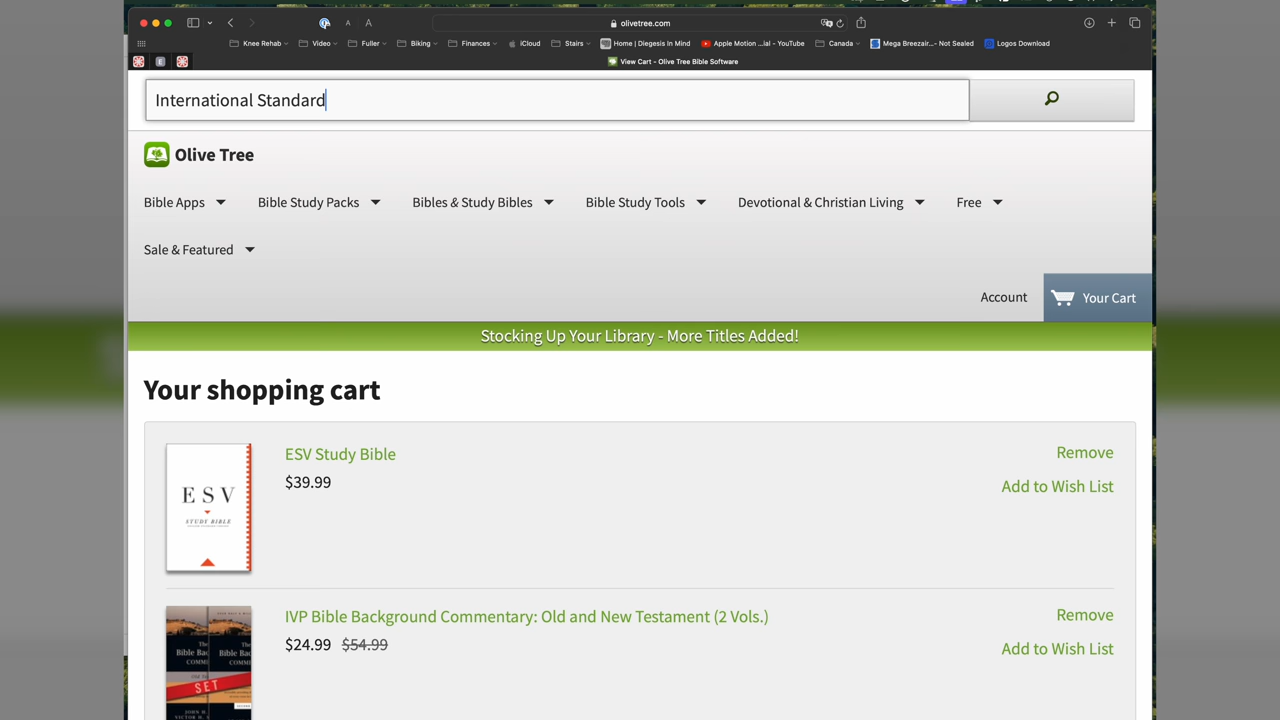 A A olivetree.com
Knee Rehab Video Fuller Biking Finances iCloud Stairs Home | Diegesis In Mind Apple Motion ...ial - YouTube Canada Mega Breezair...- Not Sealed Logos Download
E View Cart - Olive Tree Bible Software
International Standard
Olive Tree
Bible Apps Bible Study Packs Bibles & Study Bibles Bible Study Tools Devotional & Christian Living Free
Sale & Featured
Account Your Cart
Stocking Up Your Library - More Titles Added!
Your shopping cart
ESV Study Bible Remove
$39.99
Add to Wish List
ESV
STUDY BIBLE
IVP Bible Background Commentary: Old and New Testament (2 Vols.) Remove
$24.99 $54.99
Add to Wish List
The
Bible Bac
COMM
SET
JOHN H.